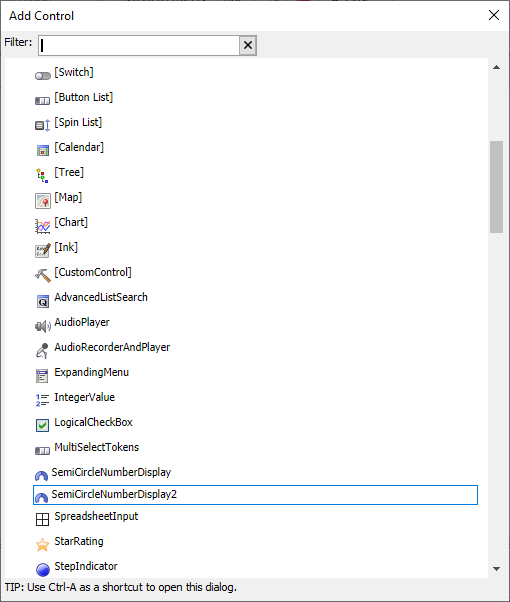 Add Control
Filter:
[Switch]
[Button List]
[Spin List]
[Calendar]
[Tree]
[Map]
[Chart]
[Ink]
[CustomControl]
AdvancedListSearch
AudioPlayer
AudioRecorderAndPlayer
ExpandingMenu
IntegerValue
LogicalCheckBox
MultiSelectTokens
SemiCircleNumberDisplay
SemiCircleNumberDisplay2
SpreadsheetInput
StarRating
StepIndicator
TIP: Use Ctrl-A as a shortcut to open this dialog.